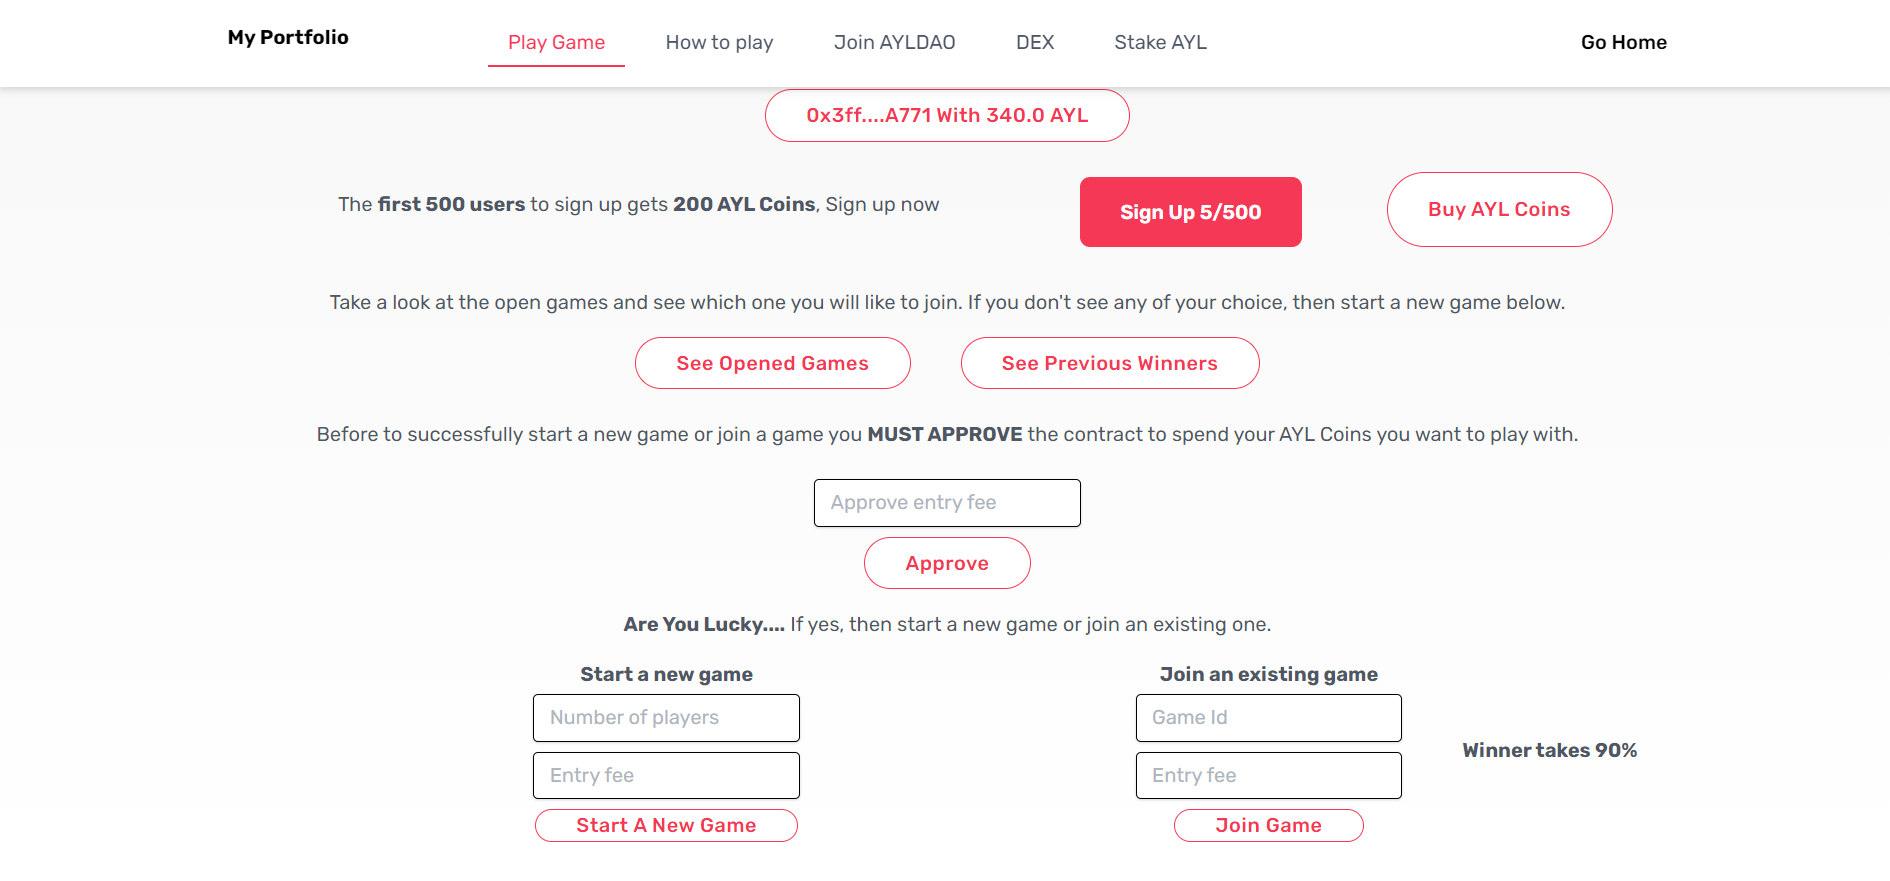 My Portfolio
Play Game
How to play
Join AYLDAO
DEX
Stake AYL
Go Home
0x3ff....A771 With 340.0 AYL
The first 500 users to sign up gets 200 AYL Coins, Sign up now
Sign Up 5/500
Buy AYL Coins
Take a look at the open games and see which one you will like to join. If you don't see any of your choice, then start a new game below.
See Opened Games
See Previous Winners
Before to successfully start a new game or join a game you MUST APPROVE the contract to spend your AYL Coins you want to play with.
Approve entry fee
Approve
Are You Lucky.... If yes, then start a new game or join an existing one.
Start a new game
Number of players
Entry fee
Start A New Game
Join an existing game
Game Id
Entry fee
Join Game
Winner takes 90%